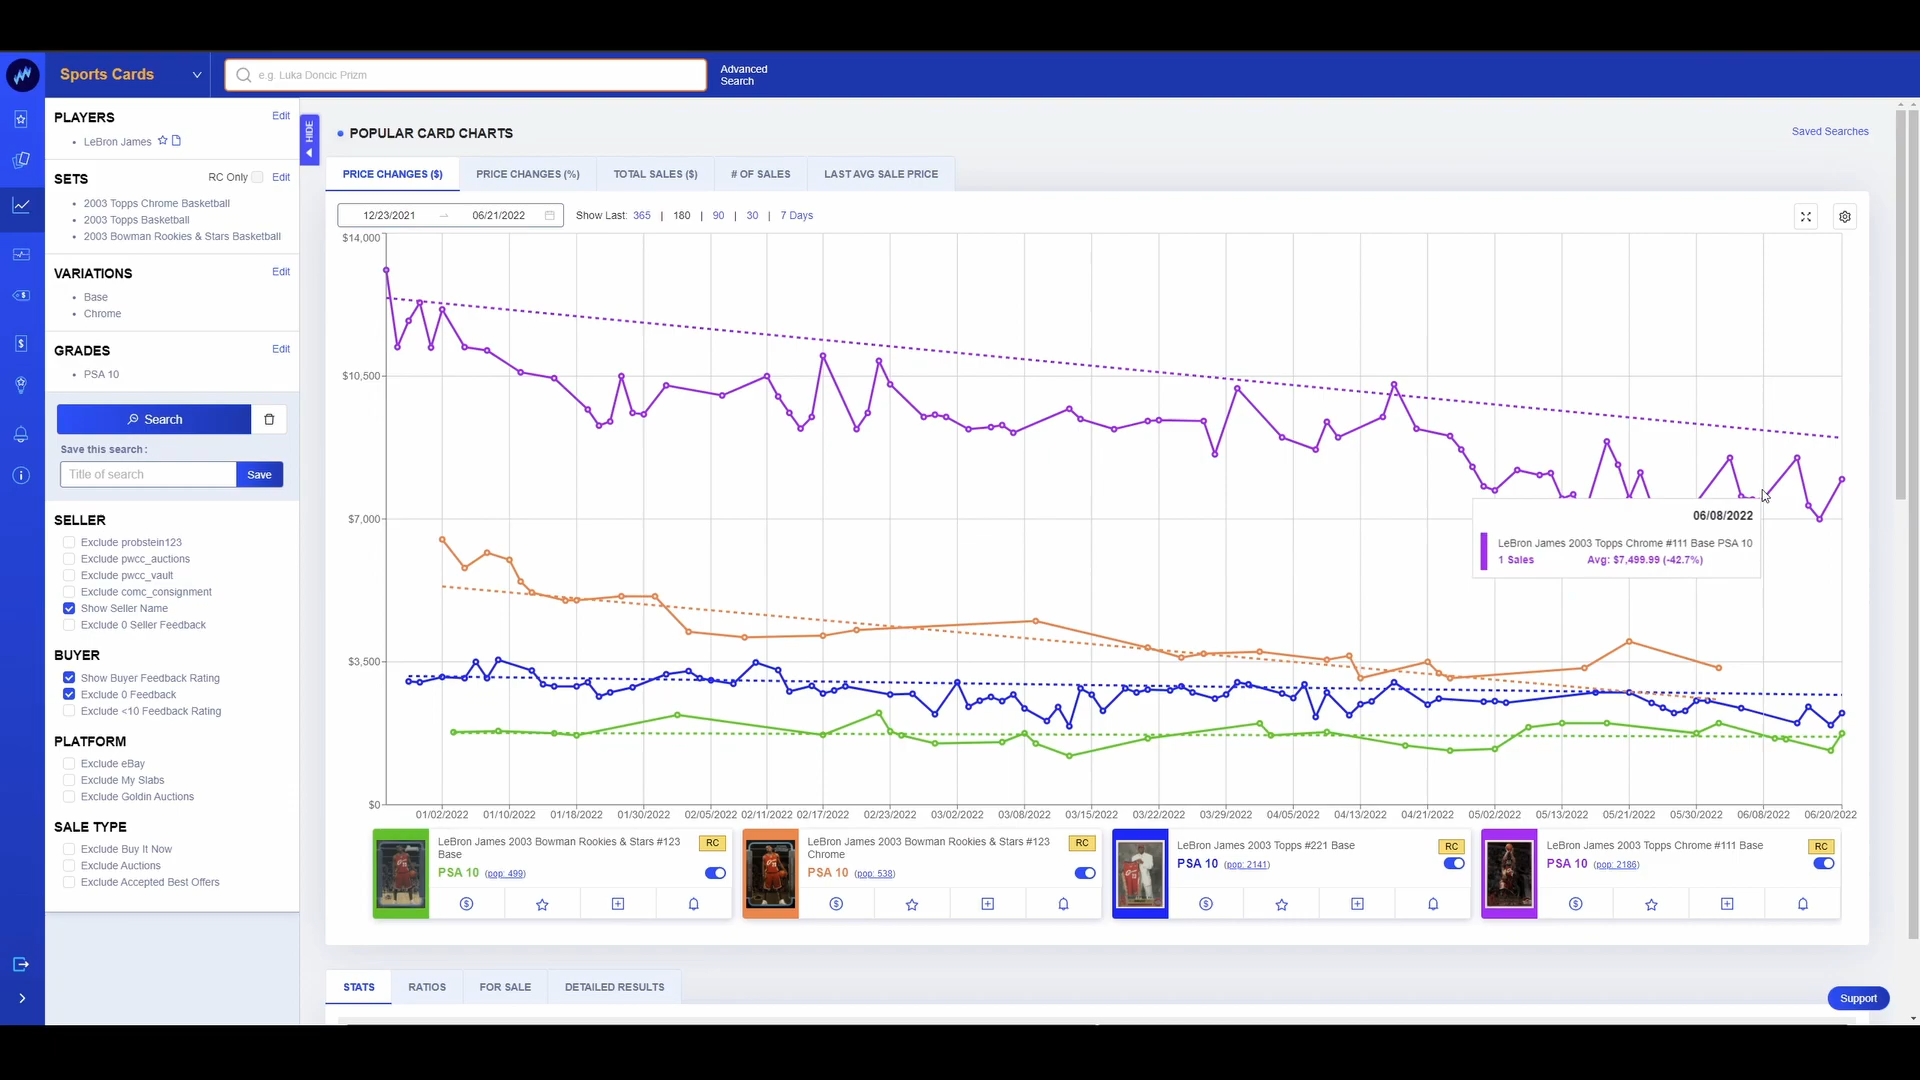 Sports Cards
e.g. Luka Doncic Prizm
Advanced
Search
PLAYERS
Edit
LeBron James
SETS
RC Only
Edit
2003 Topps Chrome Basketball
2003 Topps Basketball
2003 Bowman Rookies & Stars Basketball
VARIATIONS
Edit
Base
Chrome
GRADES
Edit
PSA 10
Search
Save this search:
Title of search
Save
SELLER
Exclude probstein123
Exclude pwcc_auctions
Exclude pwcc_vault
Exclude comc_consignment
Show Seller Name
Exclude 0 Seller Feedback
BUYER
Show Buyer Feedback Rating
Exclude 0 Feedback
Exclude <10 Feedback Rating
PLATFORM
Exclude eBay
Exclude My Slabs
Exclude Goldin Auctions
SALE TYPE
Exclude Buy It Now
Exclude Auctions
Exclude Accepted Best Offers
HIDE
POPULAR CARD CHARTS
Saved Searches
PRICE CHANGES ($)
PRICE CHANGES (%)
TOTAL SALES ($)
# OF SALES
LAST AVG SALE PRICE
12/23/2021
06/21/2022
Show Last: 365 | 180 | 90 | 30 | 7 Days
$14,000
$10,500
$7,000
$3,500
$0
06/08/2022
LeBron James 2003 Topps Chrome #111 Base PSA 10
1 Sales
Avg: $7,499.99 (-42.7%)
01/02/2022
01/10/2022
01/18/2022
01/30/2022
02/05/2022
02/11/2022
02/17/2022
02/23/2022
03/02/2022
03/08/2022
03/15/2022
03/22/2022
03/29/2022
04/05/2022
04/13/2022
04/21/2022
05/02/2022
05/13/2022
05/21/2022
05/30/2022
06/08/2022
06/20/2022
LeBron James 2003 Bowman Rookies & Stars #123
Base
RC
PSA 10 (pop: 499)
LeBron James 2003 Bowman Rookies & Stars #123
Chrome
RC
PSA 10 (pop: 538)
LeBron James 2003 Topps #221 Base
RC
PSA 10 (pop: 2141)
LeBron James 2003 Topps Chrome #111 Base
RC
PSA 10 (pop: 2186)
STATS
RATIOS
FOR SALE
DETAILED RESULTS
Support